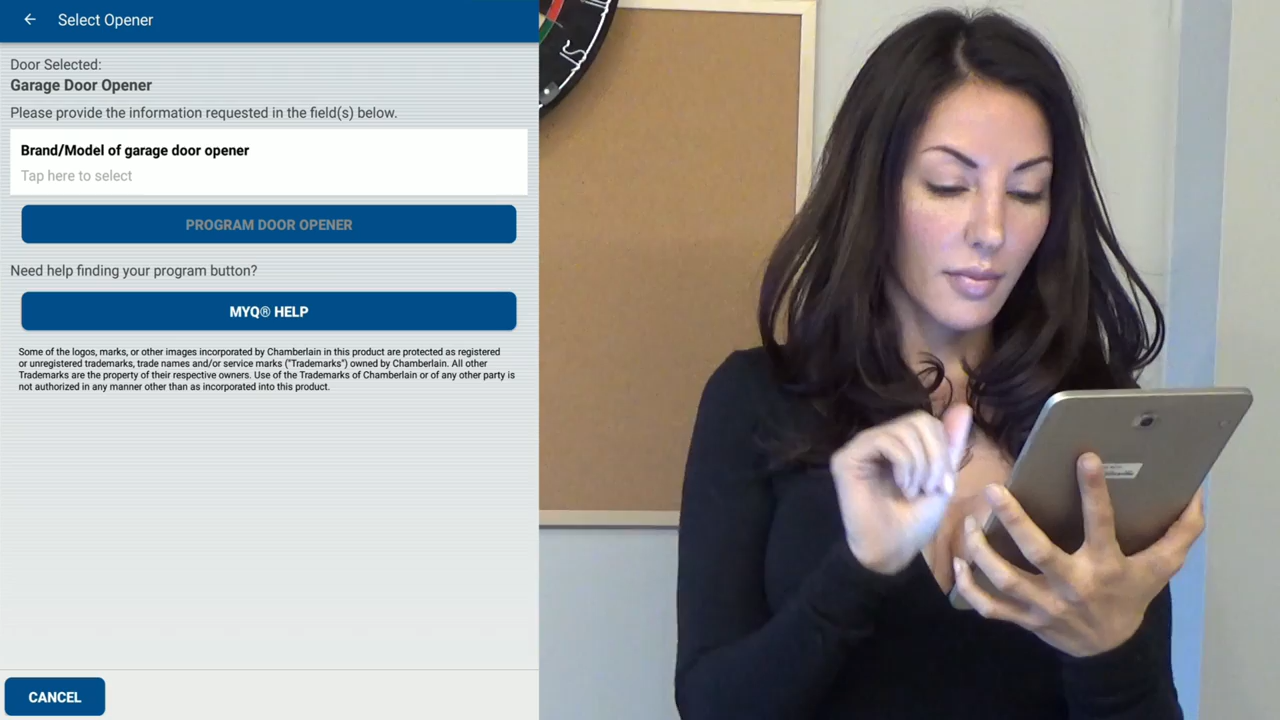 Select Opener
Door Selected:
Garage Door Opener
Please provide the information requested in the field(s) below.
Brand/Model of garage door opener
Tap here to select
PROGRAM DOOR OPENER
Need help finding your program button?
MYQ® HELP
Some of the logos, marks, or other images incorporated by Chamberlain in this product are protected as registered
or unregistered trademarks, trade names and/or service marks ("Trademarks") owned by Chamberlain. All other
Trademarks are the property of their respective owners. Use of the Trademarks of Chamberlain or of any other party is
not authorized in any manner other than as incorporated into this product.
CANCEL